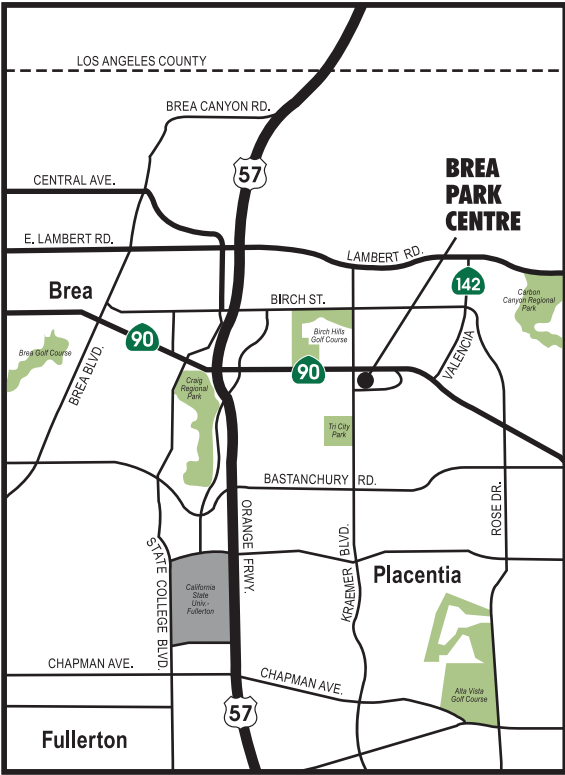 LOS ANGELES COUNTY
BREA CANYON RD.
57
BREA
PARK
CENTRE
CENTRAL AVE.
E. LAMBERT RD.
LAMBERT RD.
142
Brea
BIRCH ST.
Carbon
Canyon Regional
Park
90
Birch Hills
Golf Course
Brea Golf Course
BREA BLVD.
Craig
Regional
Park
90
VALENCIA
Tri City
Park
BASTANCHURY RD.
ORANGE FRWY.
KRAEMER BLVD.
ROSE DR.
STATE COLLEGE BLVD.
California
State
Univ.-
Fullerton
Placentia
CHAPMAN AVE.
CHAPMAN AVE.
Alta Vista
Golf Course
57
Fullerton